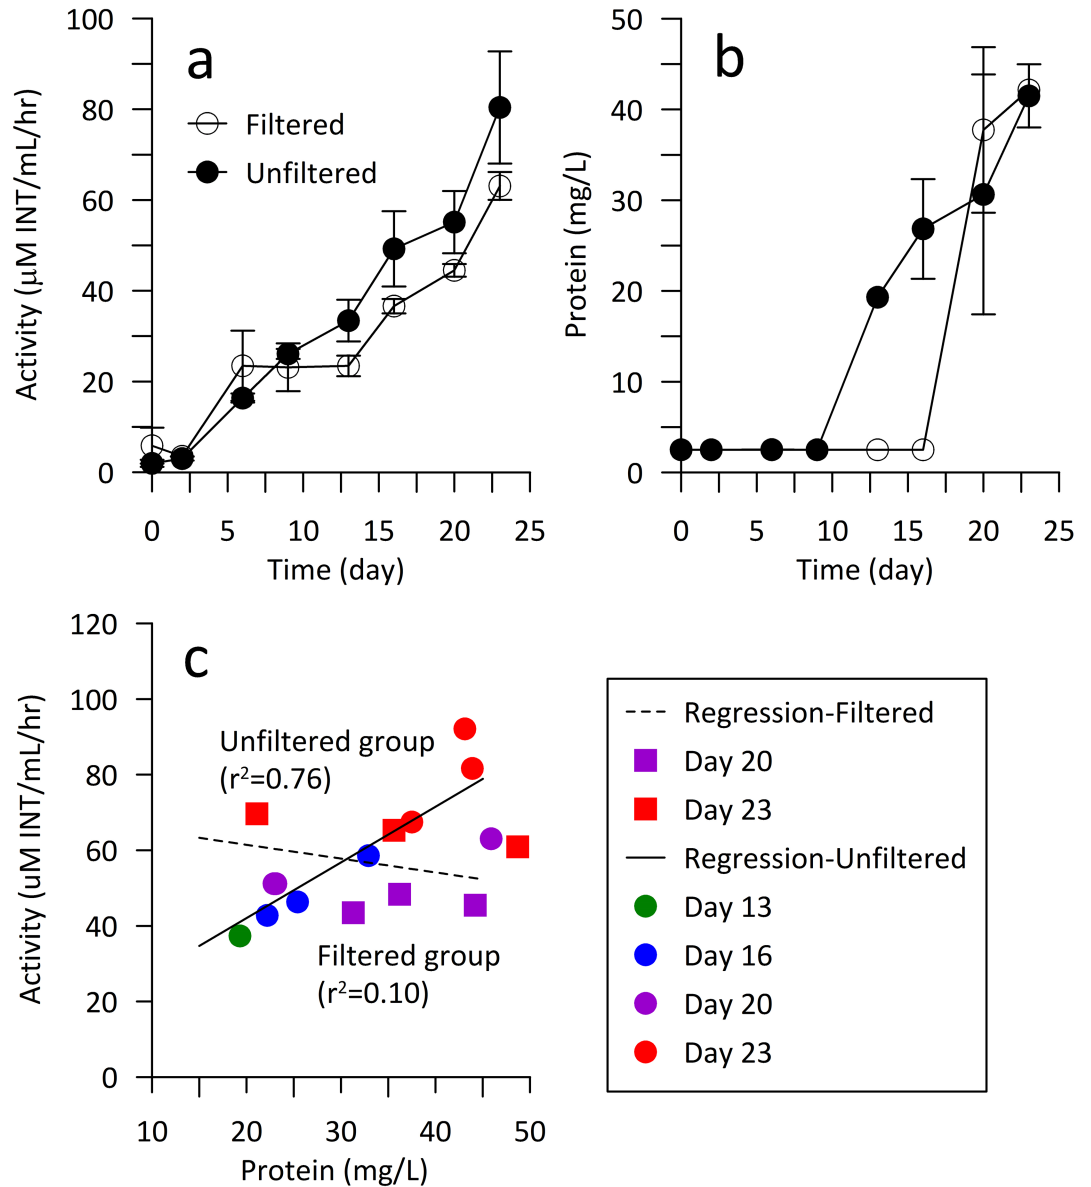 a
Filtered
Unfiltered
Activity (µM INT/mL/hr)
100
80
60
40
20
0
0 5 10 15 20 25
Time (day)
b
Protein (mg/L)
50
40
30
20
10
0
0 5 10 15 20 25
Time (day)
c
Activity (uM INT/mL/hr)
120
100
80
60
40
20
0
Unfiltered group
(r²=0.76)
Filtered group
(r²=0.10)
10 20 30 40 50
Protein (mg/L)
Regression-Filtered
Day 20
Day 23
Regression-Unfiltered
Day 13
Day 16
Day 20
Day 23